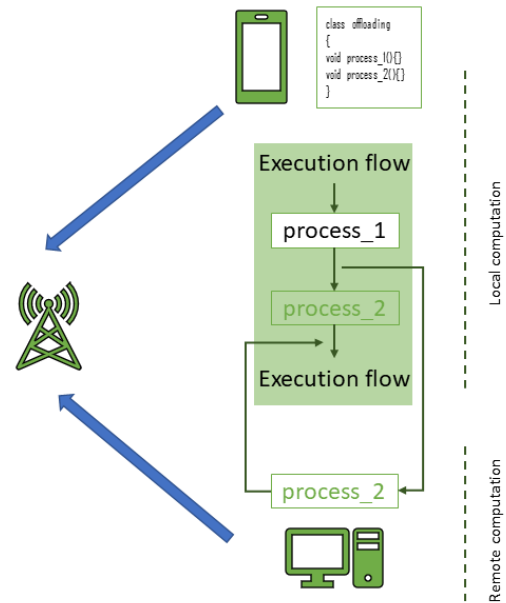 class offloading
{
void process_1(){}
void process_2(){}
}
Execution flow
process_1
process_2
Execution flow
process_2
Local computation
Remote computation